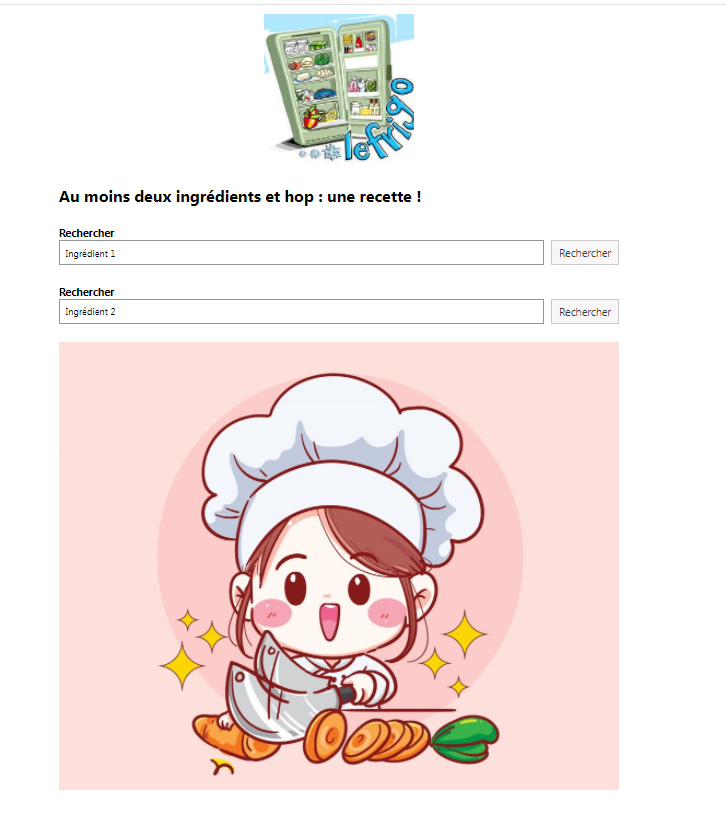 lefrigo
Au moins deux ingrédients et hop : une recette !
Rechercher
Ingrédient 1 Rechercher
Rechercher
Ingrédient 2 Rechercher